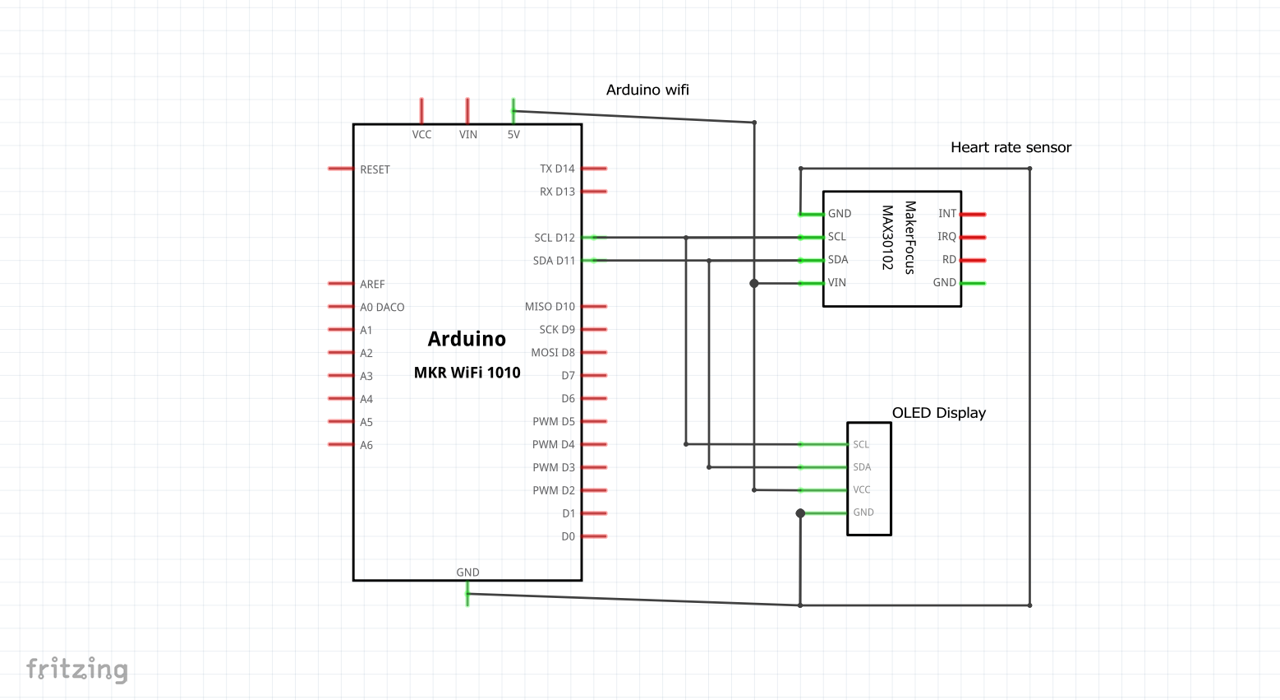 Arduino wifi
VCC VIN 5V
RESET
TX D14
RX D13
SCL D12
SDA D11
AREF
A0 DACO
A1
A2
A3
A4
A5
A6
Arduino
MKR WiFi 1010
MISO D10
SCK D9
MOSI D8
D7
D6
PWM D5
PWM D4
PWM D3
PWM D2
D1
D0
GND
Heart rate sensor
GND
SCL
SDA
VIN
MakerFocus
MAX30102
INT
IRQ
RD
GND
OLED Display
SCL
SDA
VCC
GND
fritzing